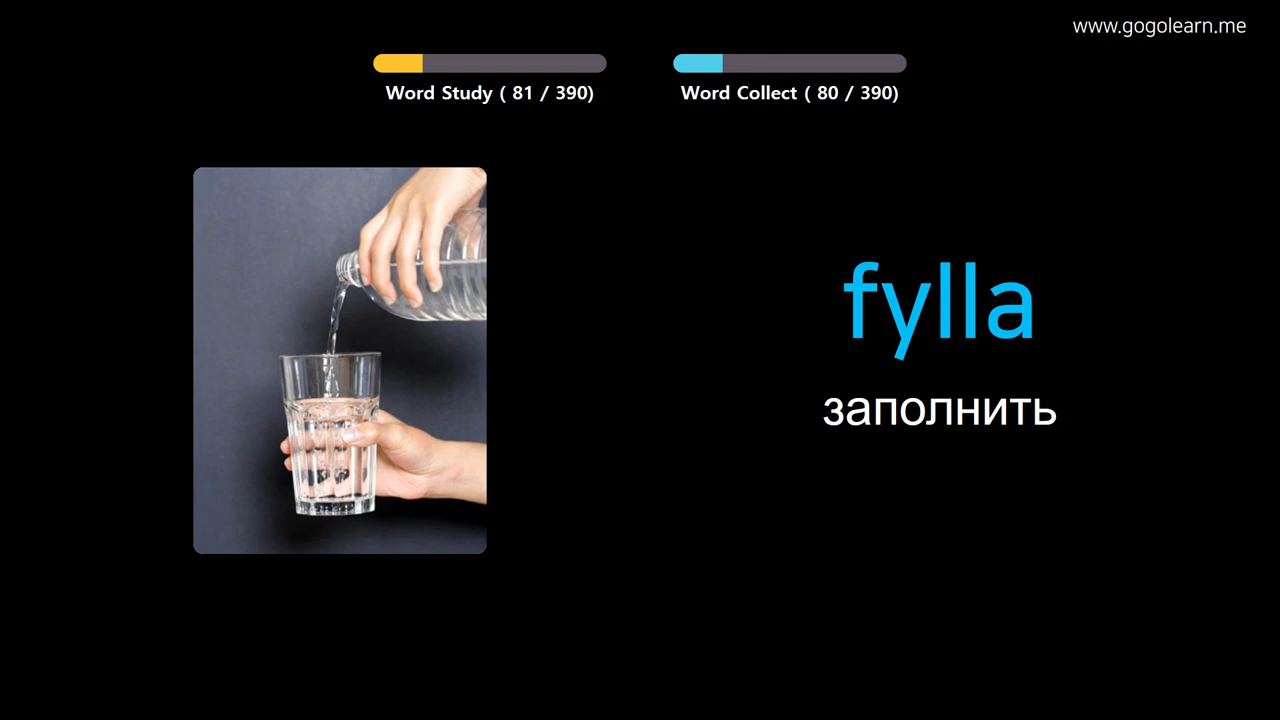 www.gogolearn.me
Word Study ( 81 / 390)
Word Collect ( 80 / 390)
fylla
заполнить